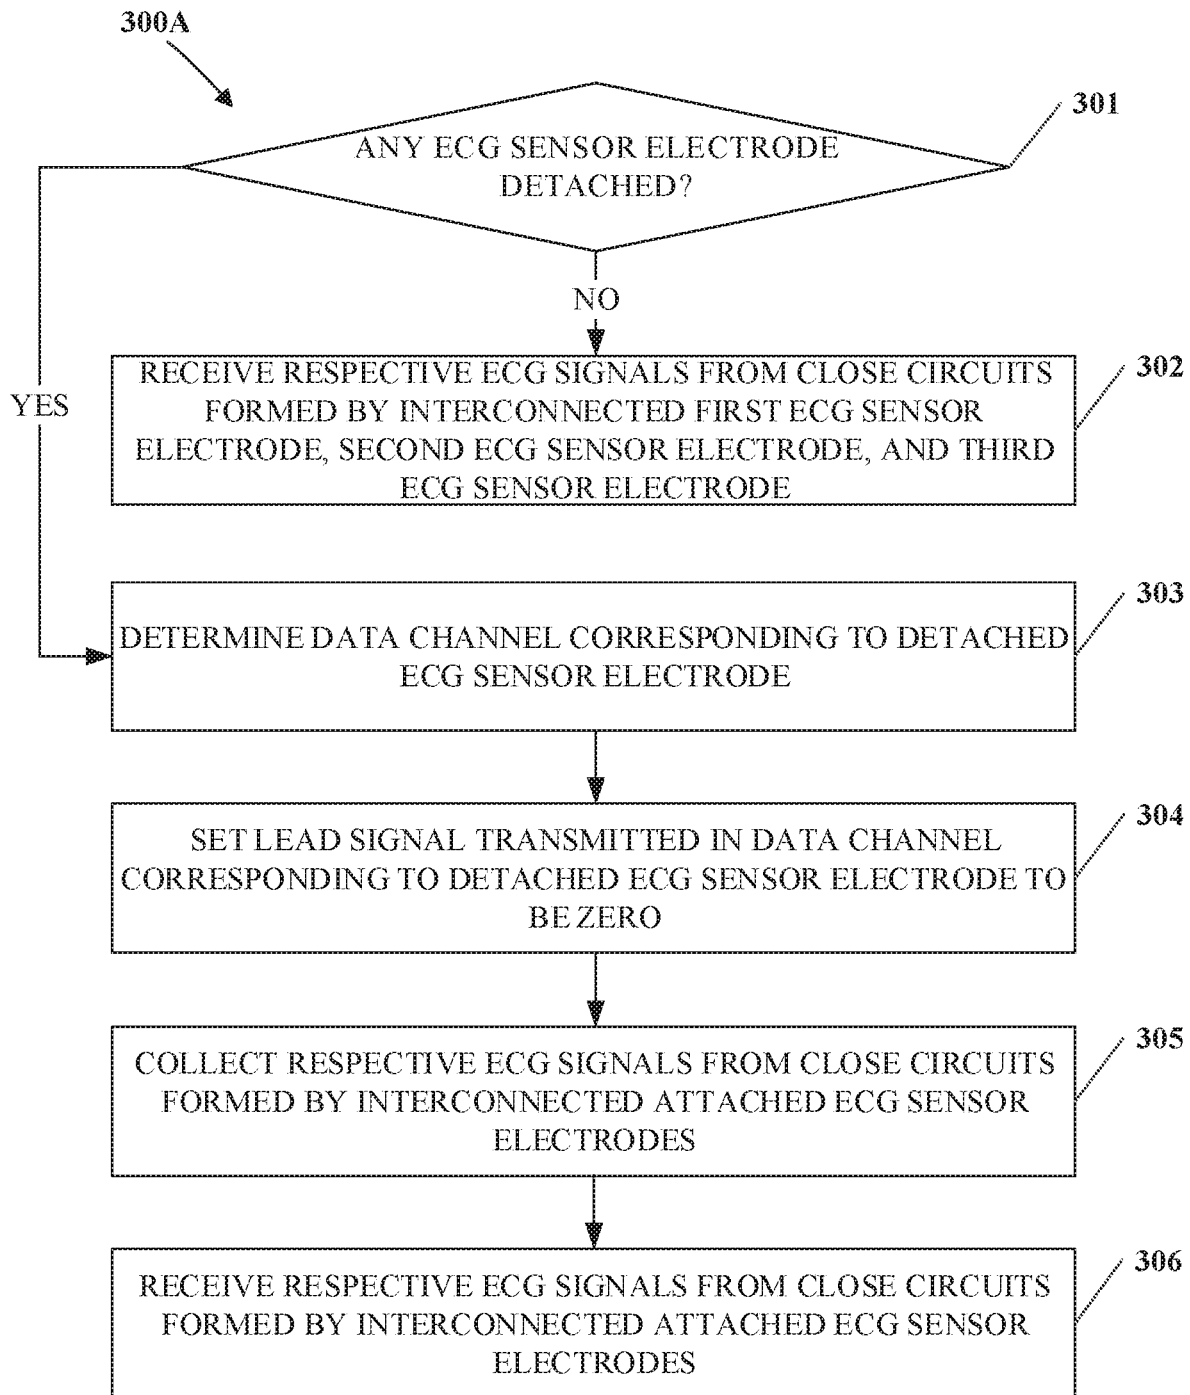 300A
301
ANY ECG SENSOR ELECTRODE
DETACHED?
NO
YES
302
RECEIVE RESPECTIVE ECG SIGNALS FROM CLOSE CIRCUITS
FORMED BY INTERCONNECTED FIRST ECG SENSOR
ELECTRODE, SECOND ECG SENSOR ELECTRODE, AND THIRD
ECG SENSOR ELECTRODE
303
DETERMINE DATA CHANNEL CORRESPONDING TO DETACHED
ECG SENSOR ELECTRODE
304
SET LEAD SIGNAL TRANSMITTED IN DATA CHANNEL
CORRESPONDING TO DETACHED ECG SENSOR ELECTRODE TO
BE ZERO
305
COLLECT RESPECTIVE ECG SIGNALS FROM CLOSE CIRCUITS
FORMED BY INTERCONNECTED ATTACHED ECG SENSOR
ELECTRODES
306
RECEIVE RESPECTIVE ECG SIGNALS FROM CLOSE CIRCUITS
FORMED BY INTERCONNECTED ATTACHED ECG SENSOR
ELECTRODES